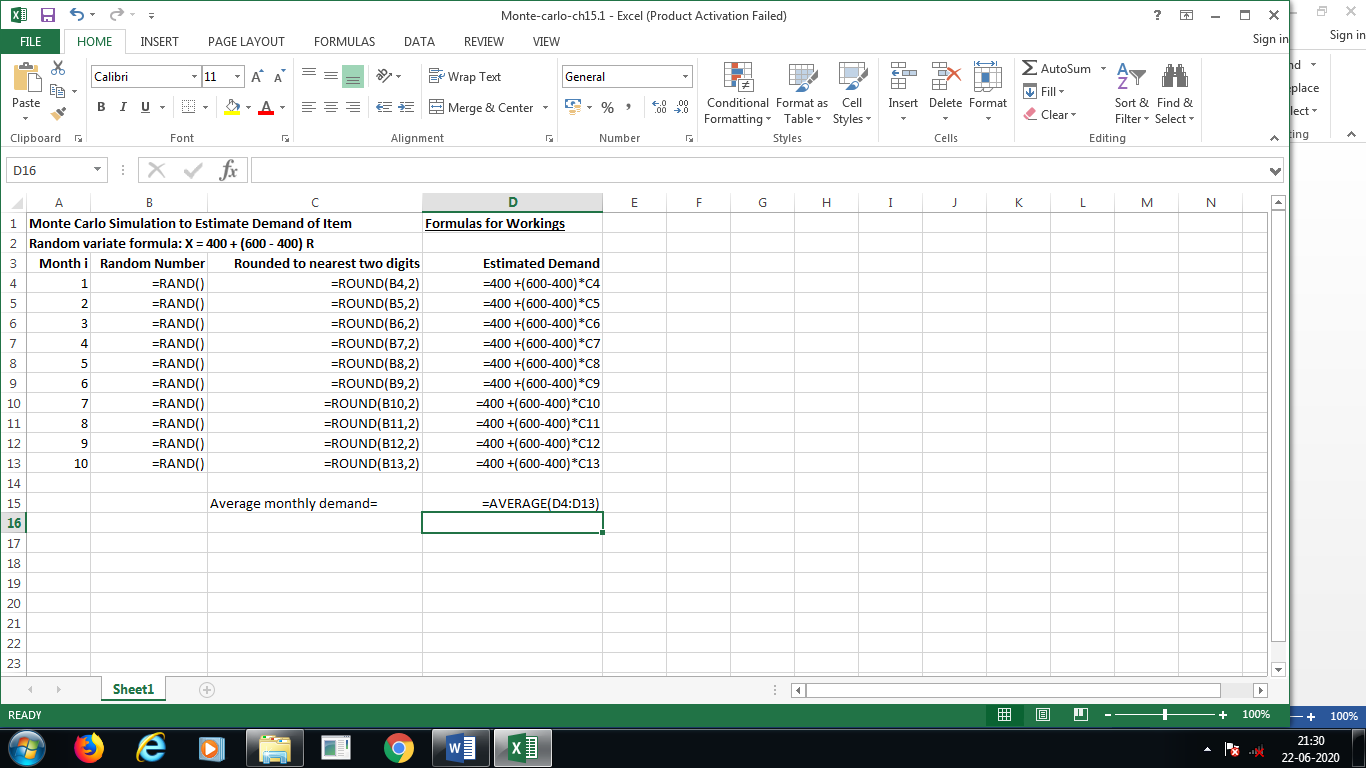 Monte-carlo-ch15.1 - Excel (Product Activation Failed)
FILE HOME INSERT PAGE LAYOUT FORMULAS DATA REVIEW VIEW Sign in
Sign in
Paste
Calibri 11
B I U
A A
A
Wrap Text
Merge & Center
General
% ,
Conditional Formatting
Format as Table
Cell Styles
Insert Delete Format
AutoSum
Fill
Clear
Sort & Filter
Find & Select
Clipboard Font Alignment Number Styles Cells Editing
D16 fx
A B C D E F G H I J K L M N
1 Monte Carlo Simulation to Estimate Demand of Item Formulas for Workings
2 Random variate formula: X = 400 + (600 - 400) R
3 Month i Random Number Rounded to nearest two digits Estimated Demand
4 1 =RAND() =ROUND(B4,2) =400 +(600-400)*C4
5 2 =RAND() =ROUND(B5,2) =400 +(600-400)*C5
6 3 =RAND() =ROUND(B6,2) =400 +(600-400)*C6
7 4 =RAND() =ROUND(B7,2) =400 +(600-400)*C7
8 5 =RAND() =ROUND(B8,2) =400 +(600-400)*C8
9 6 =RAND() =ROUND(B9,2) =400 +(600-400)*C9
10 7 =RAND() =ROUND(B10,2) =400 +(600-400)*C10
11 8 =RAND() =ROUND(B11,2) =400 +(600-400)*C11
12 9 =RAND() =ROUND(B12,2) =400 +(600-400)*C12
13 10 =RAND() =ROUND(B13,2) =400 +(600-400)*C13
14
15 Average monthly demand= =AVERAGE(D4:D13)
16
17
18
19
20
21
22
23
Sheet1
READY 100% 100%
21:30
22-06-2020